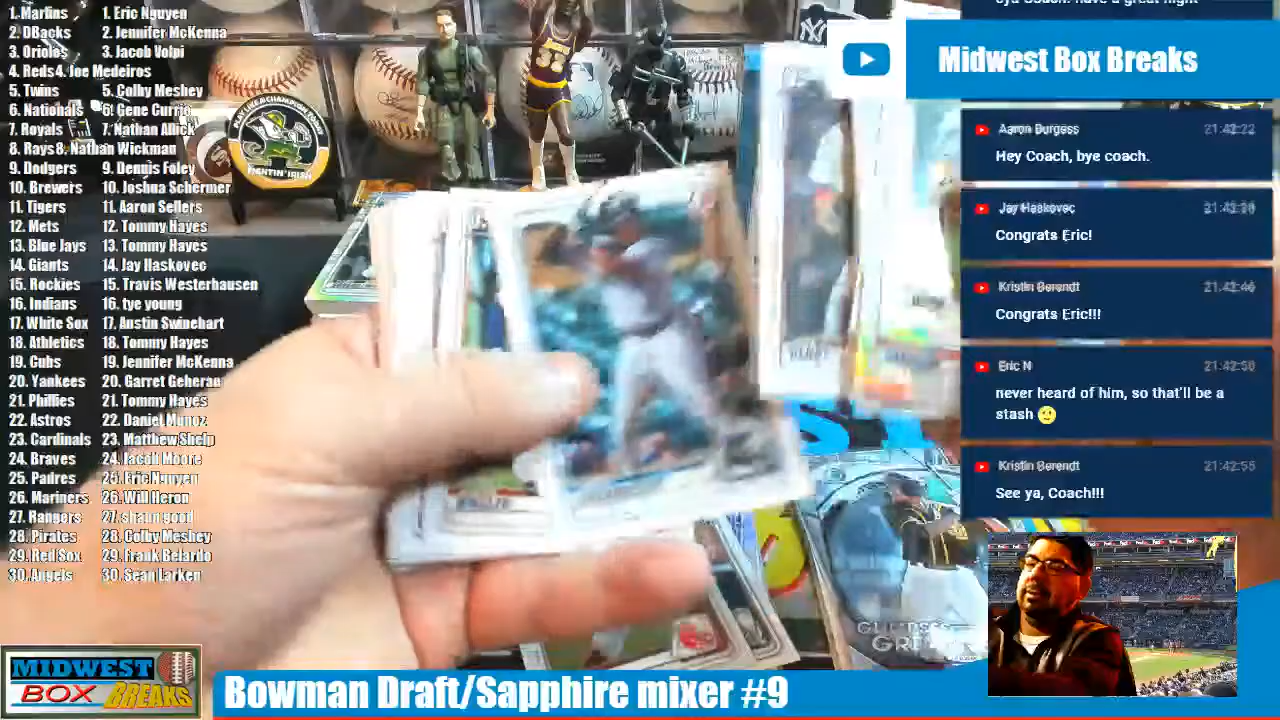 1. Marlins 1. Eric Nguyen
2. DBacks 2. Jennifer McKenna
3. Orioles 3. Jacob Volpi
4. Reds4. Joe Medeiros
5. Twins 5. Colby Meshey
6. Nationals 6. Gene Currie
7. Royals 7. Nathan Allick
8. Rays8. Nathan Wickman
9. Dodgers 9. Dennis Foley
10. Brewers 10. Joshua Schermer
11. Tigers 11. Aaron Sellers
12. Mets 12. Tommy Hayes
13. Blue Jays 13. Tommy Hayes
14. Giants 14. Jay Haskovec
15. Rockies 15. Travis Westerhausen
16. Indians 16. tye young
17. White Sox 17. Austin Swinehart
18. Athletics 18. Tommy Hayes
19. Cubs 19. Jennifer McKenna
20. Yankees 20. Garret Geherau
21. Phillies 21. Tommy Hayes
22. Astros 22. Daniel Munoz
23. Cardinals 23. Matthew Shelp
24. Braves 24. Jacob Moore
25. Padres 25. Eric Nguyen
26. Mariners 26. Will Heron
27. Rangers 27. shaun good
28. Pirates 28. Colby Meshey
29. Red Sox 29. Frank Belardo
30. Angels 30. Sean Larken
PLAY LIKE A CHAMPION TODAY
FIGHTIN' IRISH
Midwest Box Breaks
Aaron Burgess 21:42:22
Hey Coach, bye coach.
Jay Haskovec
Congrats Eric!
Kristin Berendt 21:42:46
Congrats Eric!!!
Eric N 21:42:50
never heard of him, so that'll be a
stash
Kristin Berendt 21:42:55
See ya, Coach!!!
MIDWEST
BOX BREAKS
Bowman Draft/Sapphire mixer #9